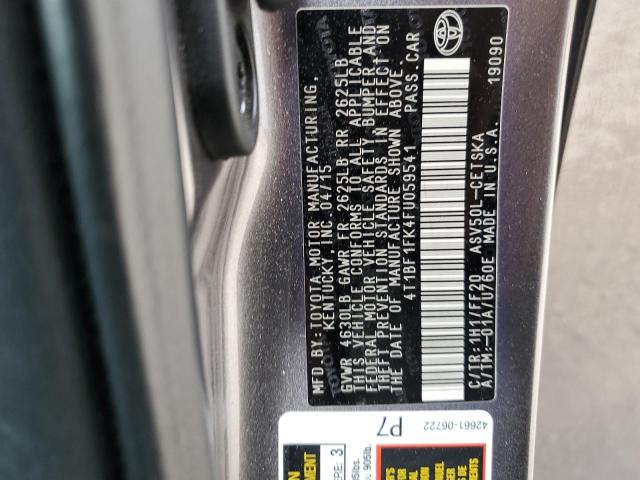 MFD.BY:TOYOTA MOTOR MANUFACTURING,
KENTUCKY, INC. 04/15
GVWR 4630LB GAWR FR 2625LB RR 2625LB
THIS VEHICLE CONFORMS TO ALL APPLICABLE
FEDERAL MOTOR VEHICLE SAFETY, BUMPER, AND
THEFT PREVENTION STANDARDS IN EFFECT ON
THE DATE OF MANUFACTURE SHOWN ABOVE.
4T1BF1FK4FU059541 PASS.CAR
C/TR:1H1/FF20 ASV50L-CETSKA
A/TM:-01A/U760E MADE IN U.S.A. 19090
P7
42661-06722